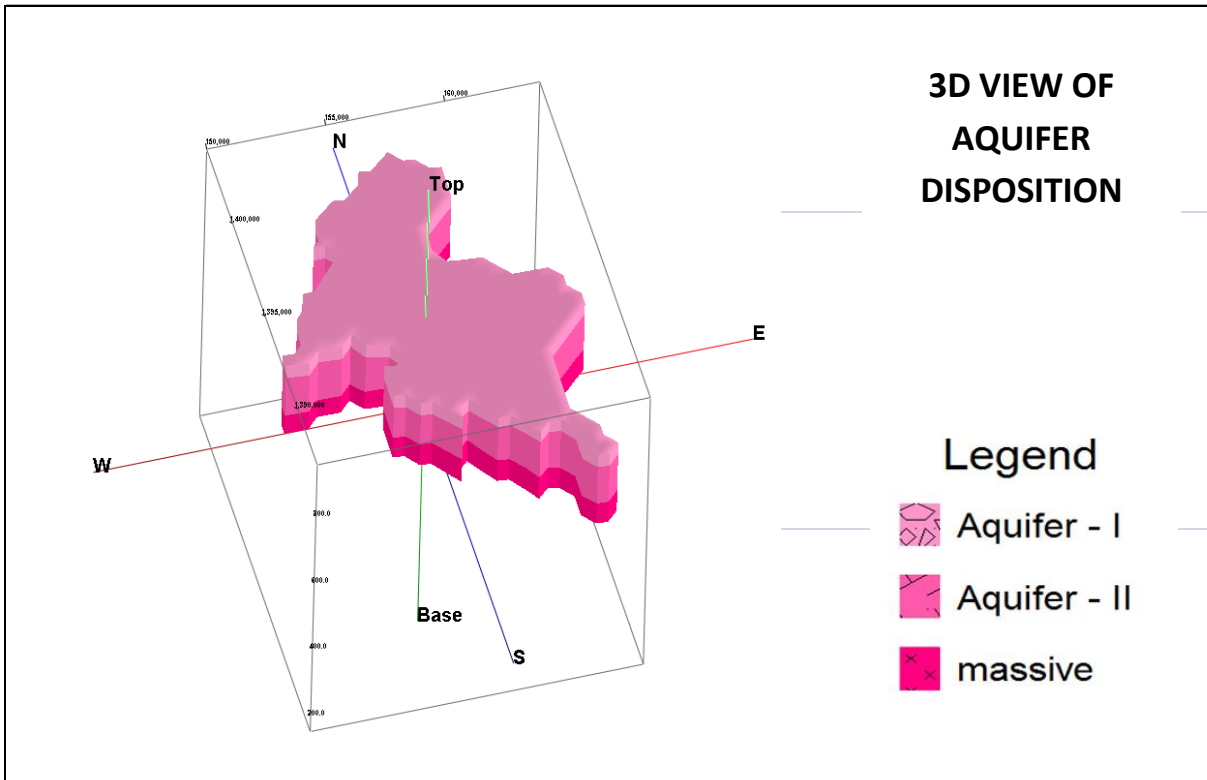 3D VIEW OF
AQUIFER
DISPOSITION
160,000
155,000
150,000
N
Top
1,400,000
1,395,000
E
1,390,000
W
800.0
600.0
Base
400.0
S
200.0
Legend
Aquifer - I
Aquifer - II
massive